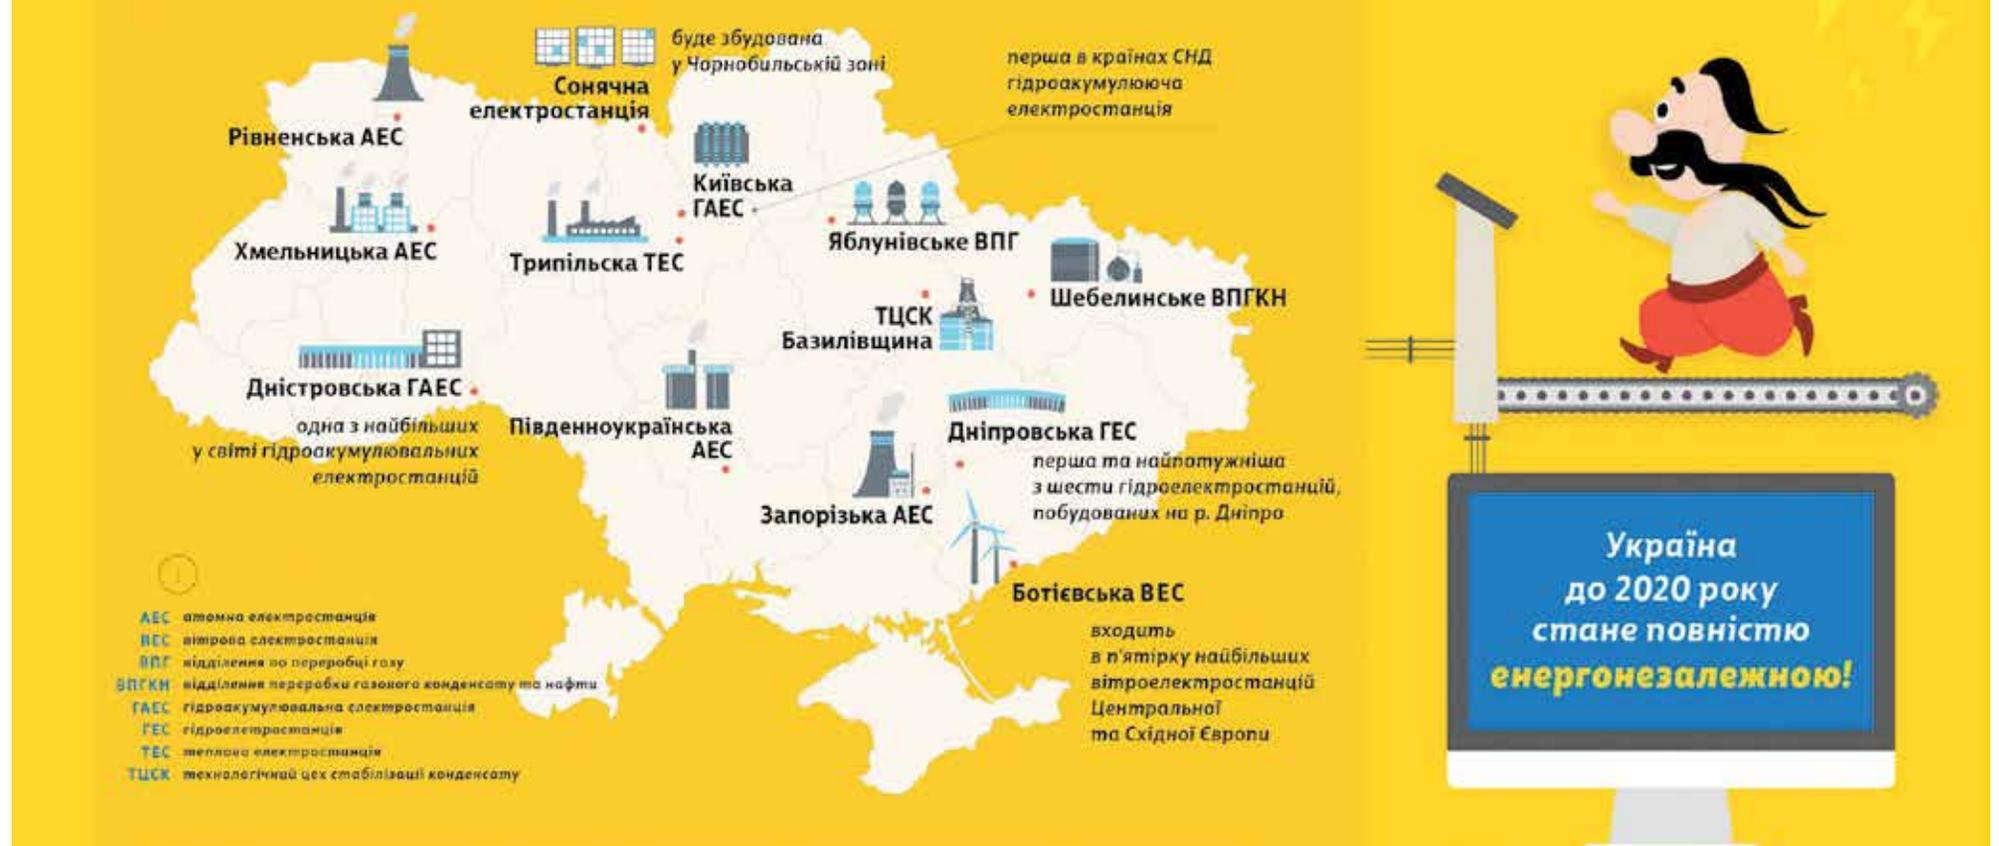 буде збудована
у Чорнобильській зоні
Сонячна
електростанція
перша в країнах СНД
гідроакумулююча
електростанція
Рівненська АЕС
Київська
ГАЕС
Хмельницька АЕС
Трипільска ТЕС
Яблунівське ВПГ
Шебелинське ВПГКН
ТЦСК
Базилівщина
Дністровська ГАЕС
одна з найбільших
у світі гідроакумулювальних
електростанцій
Південноукраїнська
АЕС
Дніпровська ГЕС
перша та найпотужніша
з шести гідроелектростанцій,
побудованих на р. Дніпро
Запорізька АЕС
Ботієвська ВЕС
входить
в п'ятірку найбільших
вітроелектростанцій
Центральної
та Східної Європи
АЕС атомна електростанція
ВЕС вітрова електростанція
ВПГ відділення по переробці газу
ВПГКН відділення переробки газового конденсату та нафти
ГАЕС гідроакумулювальна електростанція
ГЕС гідроелетростанція
ТЕС теплова електростанція
ТЦСК технологічний цех стабілізації конденсату
Україна
до 2020 року
стане повністю
енергонезалежною!